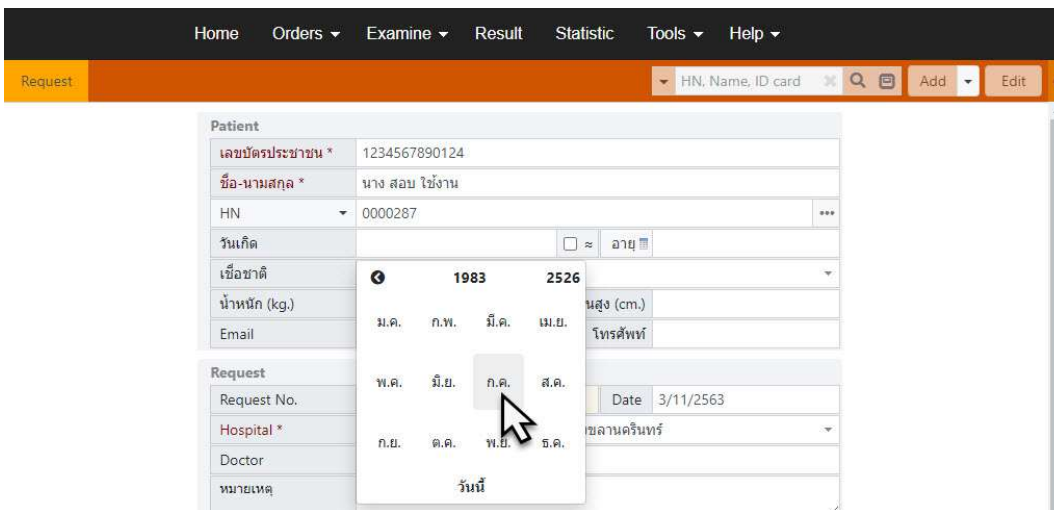 Home Orders Examine Result Statistic Tools Help
Request HN, Name, ID card Add Edit
Patient
เลขบัตรประชาชน * 1234567890124
ชื่อ-นามสกุล * นาง สอบ ใช้งาน
HN 0000287
วันเกิด ≈ อายุ
เชื้อชาติ
1983 2526
น้ำหนัก (kg.) นสูง (cm.)
ม.ค. ก.พ. มี.ค. เม.ย.
Email โทรศัพท์
Request
พ.ค. มิ.ย. ก.ค. ส.ค.
Request No. Date 3/11/2563
Hospital * ขลานครินทร์
ก.ย. ต.ค. พ.ย. ธ.ค.
Doctor
หมายเหตุ
วันนี้